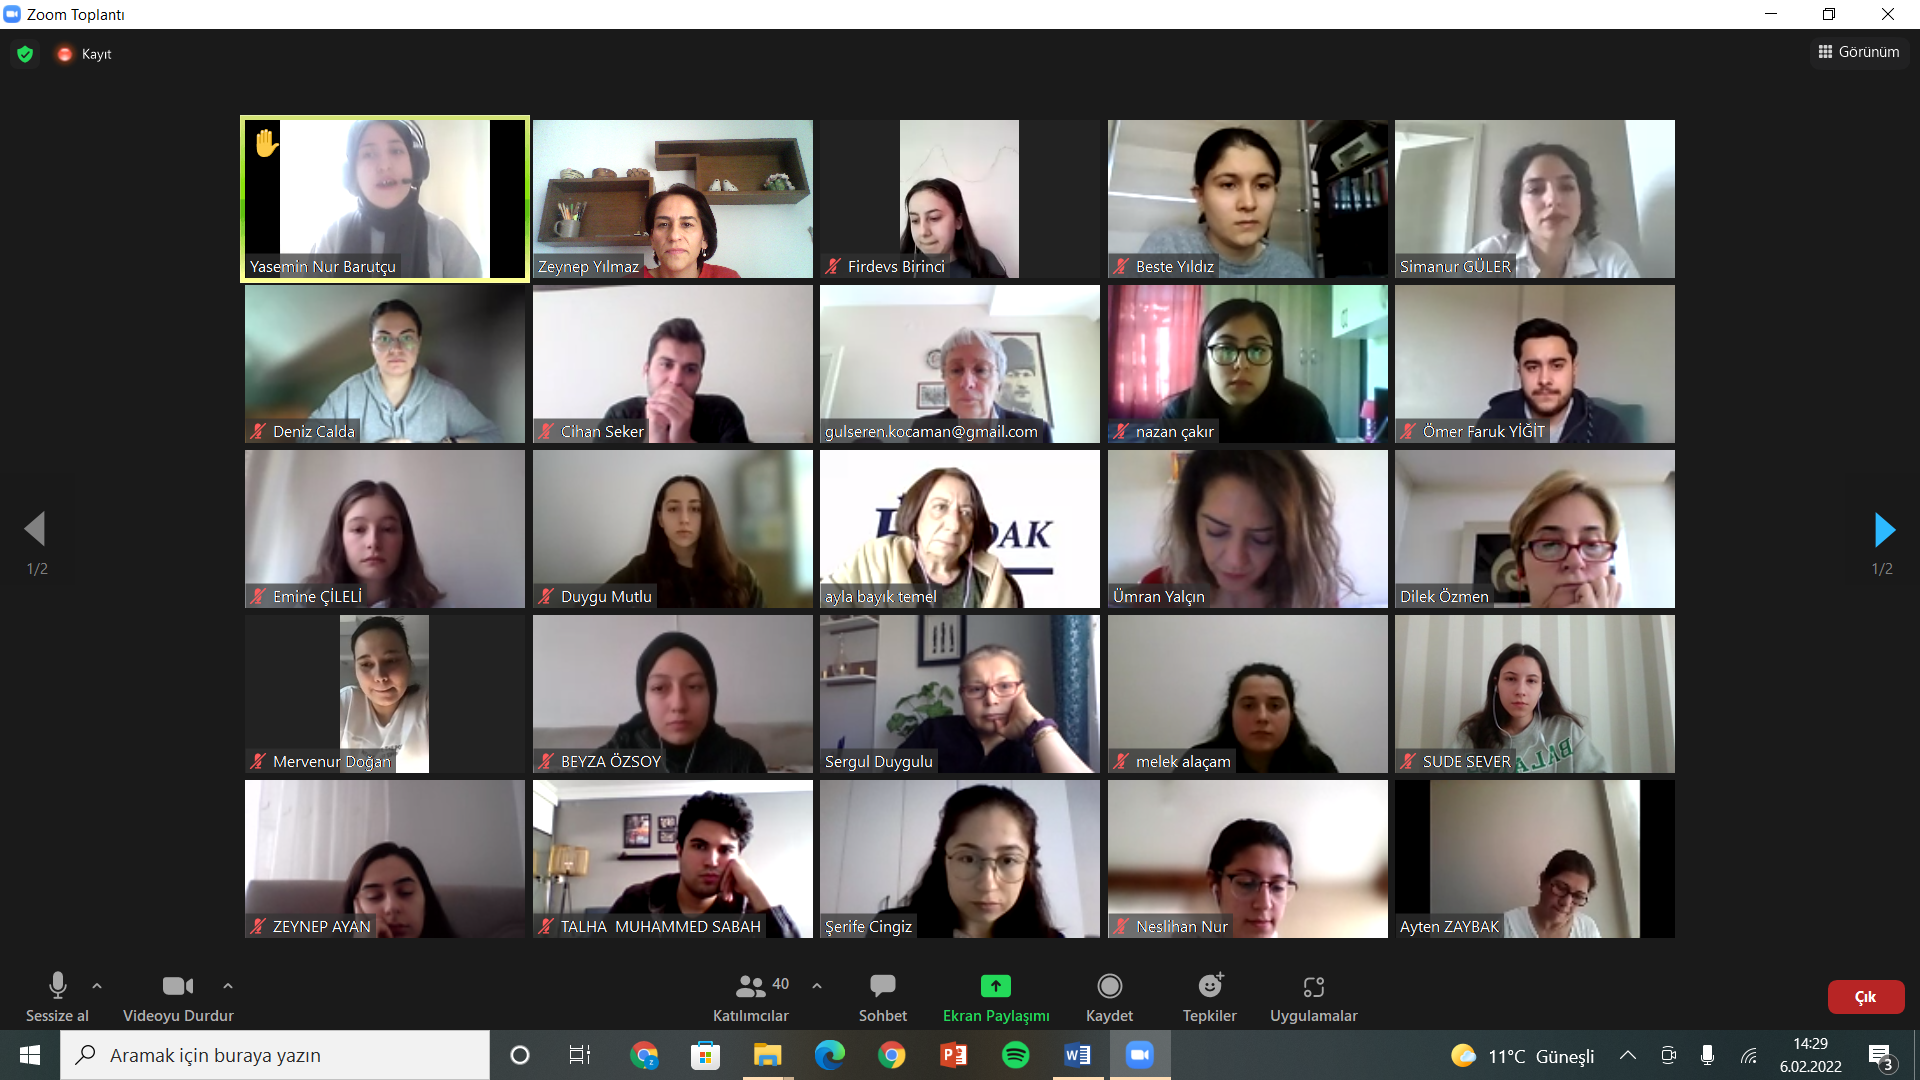 Zoom Toplantı
Kayıt
Görünüm
Yasemin Nur Barutçu
Zeynep Yılmaz
Firdevs Birinci
Beste Yıldız
Simanur GÜLER
Deniz Calda
Cihan Seker
gulseren.kocaman@gmail.com
nazan çakır
Ömer Faruk YİĞİT
Emine ÇİLELİ
Duygu Mutlu
DAK
ayla bayık temel
Ümran Yalçın
Dilek Özmen
1/2
1/2
Mervenur Doğan
BEYZA ÖZSOY
Sergul Duygulu
melek alaçam
SUDE SEVER
ZEYNEP AYAN
TALHA MUHAMMED SABAH
Şerife Cingiz
Neslihan Nur
Ayten ZAYBAK
Sessize al
Videoyu Durdur
40
Katılımcılar
Sohbet
Ekran Paylaşımı
Kaydet
Tepkiler
Uygulamalar
Çık
Aramak için buraya yazın
11°C Güneşli
14:29
6.02.2022
3